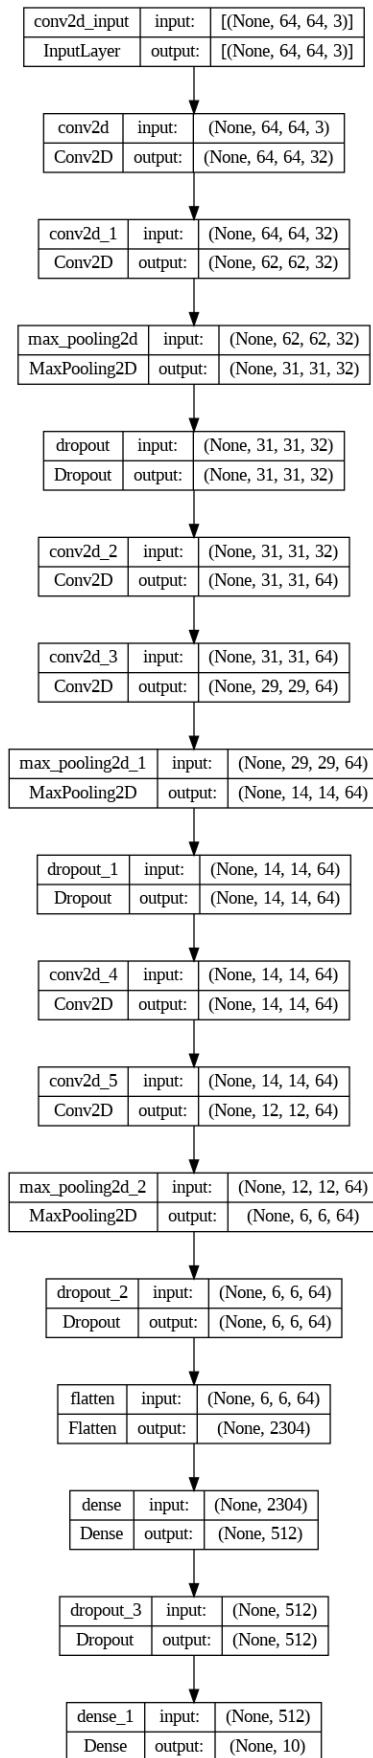 conv2d_input input: [(None, 64, 64, 3)]
InputLayer output: [(None, 64, 64, 3)]
conv2d input: (None, 64, 64, 3)
Conv2D output: (None, 64, 64, 32)
conv2d_1 input: (None, 64, 64, 32)
Conv2D output: (None, 62, 62, 32)
max_pooling2d input: (None, 62, 62, 32)
MaxPooling2D output: (None, 31, 31, 32)
dropout input: (None, 31, 31, 32)
Dropout output: (None, 31, 31, 32)
conv2d_2 input: (None, 31, 31, 32)
Conv2D output: (None, 31, 31, 64)
conv2d_3 input: (None, 31, 31, 64)
Conv2D output: (None, 29, 29, 64)
max_pooling2d_1 input: (None, 29, 29, 64)
MaxPooling2D output: (None, 14, 14, 64)
dropout_1 input: (None, 14, 14, 64)
Dropout output: (None, 14, 14, 64)
conv2d_4 input: (None, 14, 14, 64)
Conv2D output: (None, 14, 14, 64)
conv2d_5 input: (None, 14, 14, 64)
Conv2D output: (None, 12, 12, 64)
max_pooling2d_2 input: (None, 12, 12, 64)
MaxPooling2D output: (None, 6, 6, 64)
dropout_2 input: (None, 6, 6, 64)
Dropout output: (None, 6, 6, 64)
flatten input: (None, 6, 6, 64)
Flatten output: (None, 2304)
dense input: (None, 2304)
Dense output: (None, 512)
dropout_3 input: (None, 512)
Dropout output: (None, 512)
dense_1 input: (None, 512)
Dense output: (None, 10)